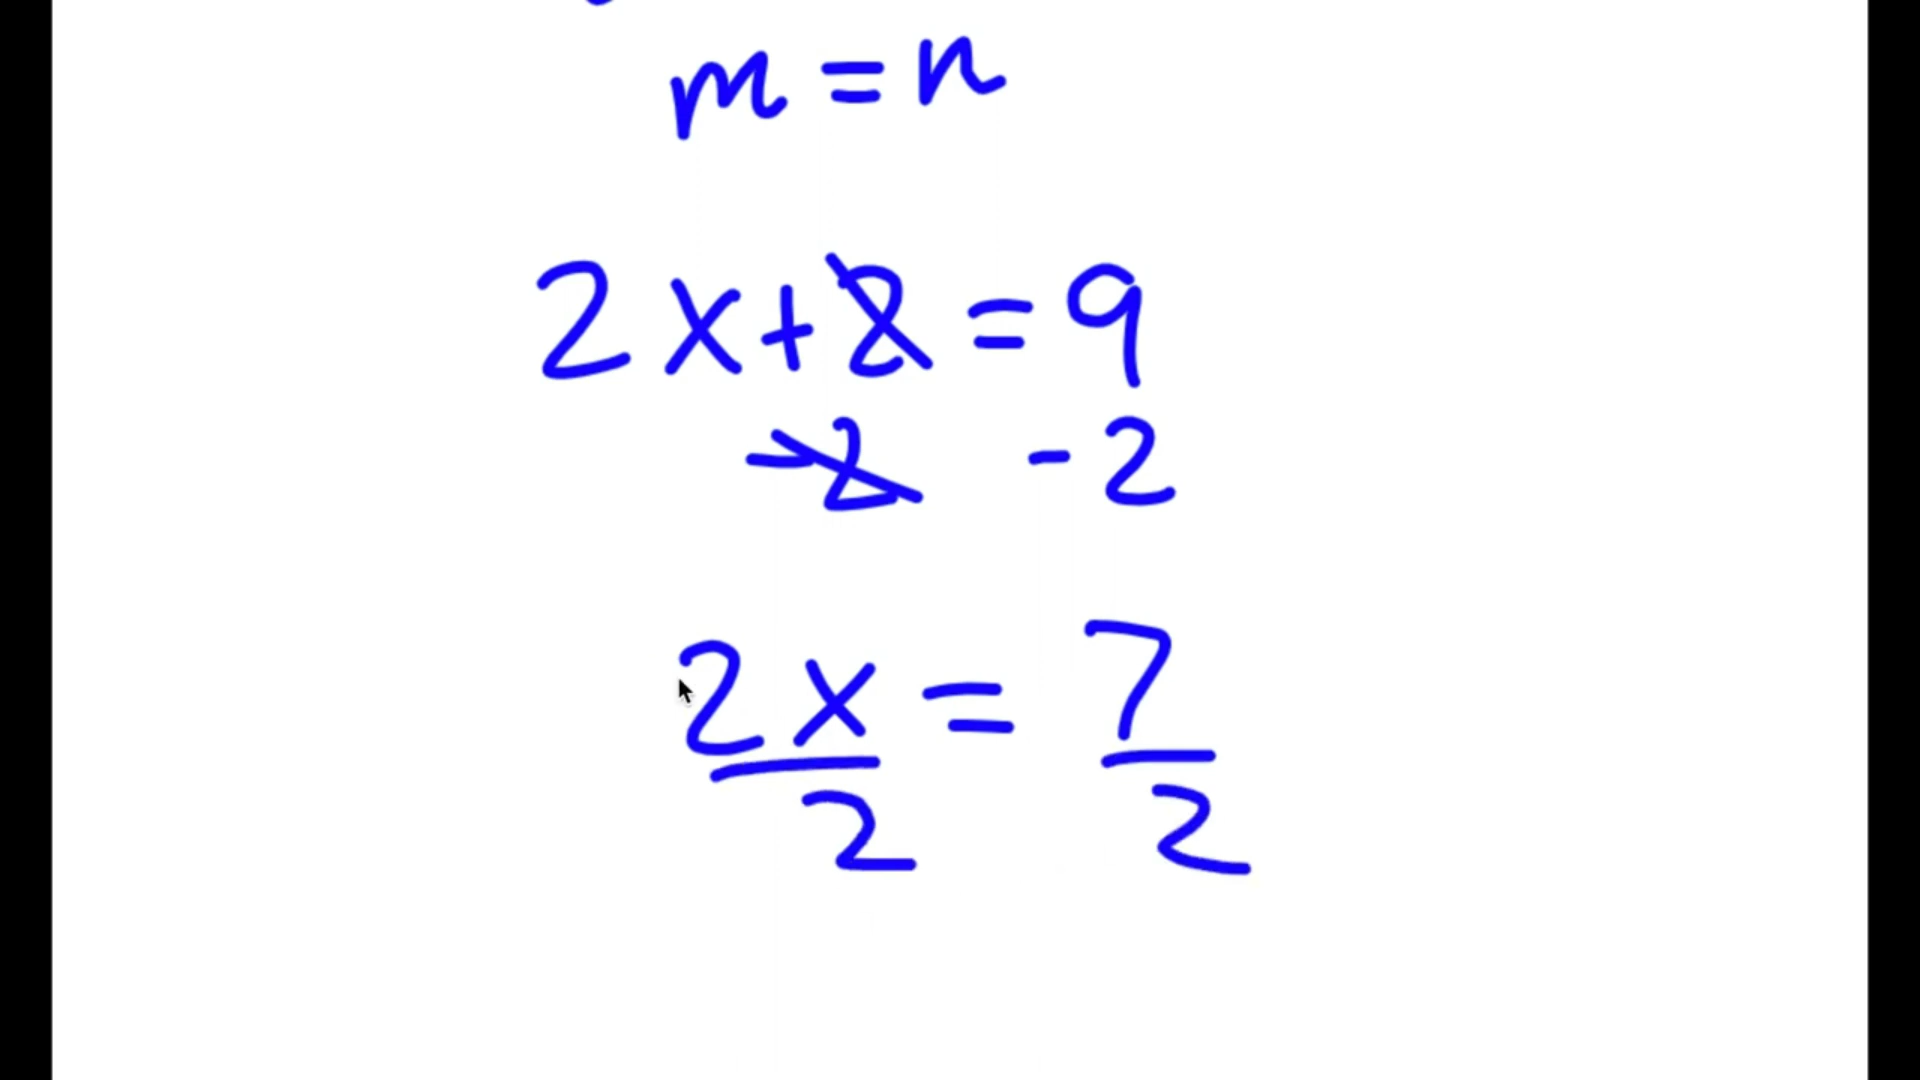 m = n
2x + 2 = 9
-2 -2
2x = 7
2 2